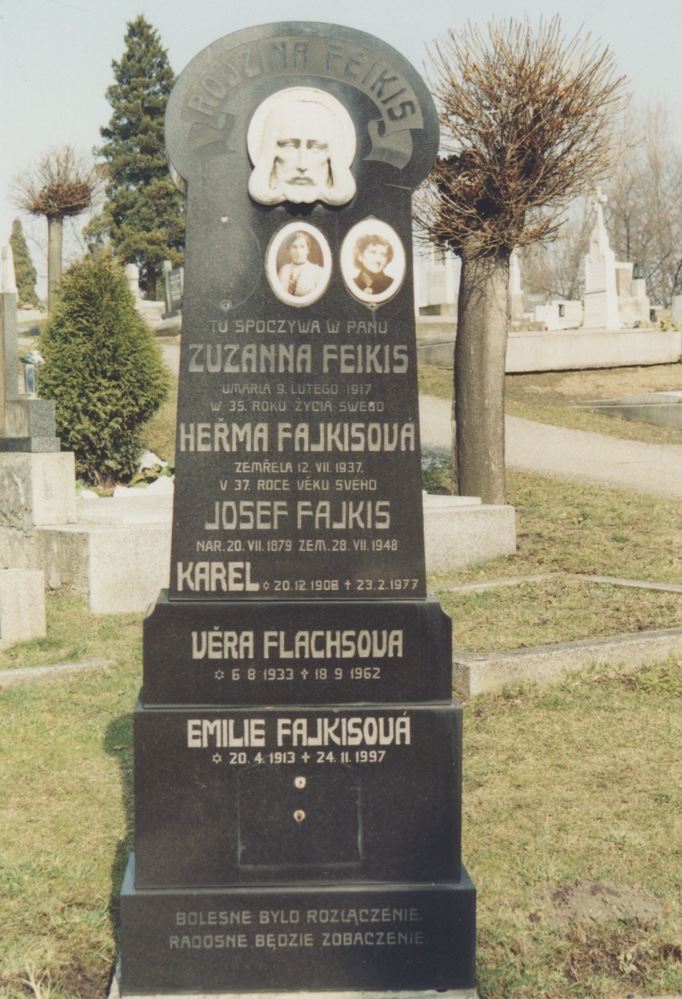 RODZINA FEIKIS
TU SPOCZYWA W PANU
ZUZANNA FEIKIS
UMARŁA 9. LUTEGO 1917
W 35. ROKU ŻYCIA SWEGO
HEŘMA FAJKISOVÁ
ZEMŘELA 12. VII. 1937.
V 37. ROCE VĚKU SVÉHO
JOSEF FAJKIS
NAR. 20. VII. 1879 ZEM. 28. VII. 1948
KAREL ✡ 20.12.1906 + 23.2.1977
VĚRA FLACHSOVA
✡ 6 8 1933 + 18 9 1962
EMILIE FAJKISOVÁ
✡ 20.4.1913 + 24.11.1997
BOLESNE BYLO ROZŁĄCZENIE.
RADOSNE BĘDZIE ZOBACZENIE.